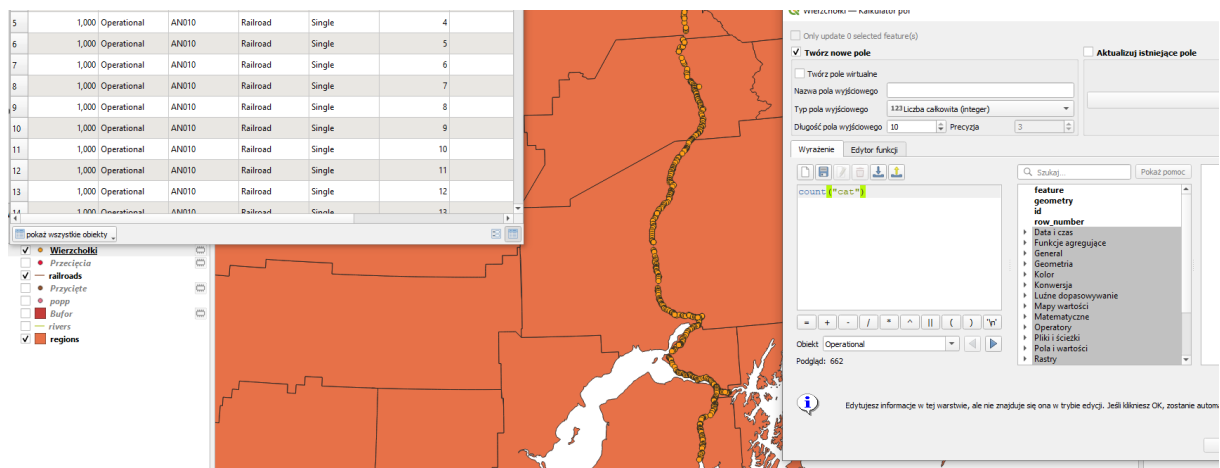 5 1,000 Operational AN010 Railroad Single 4
6 1,000 Operational AN010 Railroad Single 5
7 1,000 Operational AN010 Railroad Single 6
8 1,000 Operational AN010 Railroad Single 7
9 1,000 Operational AN010 Railroad Single 8
10 1,000 Operational AN010 Railroad Single 9
11 1,000 Operational AN010 Railroad Single 10
12 1,000 Operational AN010 Railroad Single 11
13 1,000 Operational AN010 Railroad Single 12
14 1,000 Operational AN010 Railroad Single 13
pokaż wszystkie obiekty
Wierzchołki
Przecięcia
railroads
Przycięte
popp
Bufor
rivers
regions
Wierzchołki — Kalkulator pól
Only update 0 selected feature(s)
Twórz nowe pole
Aktualizuj istniejące pole
Twórz pole wirtualne
Nazwa pola wyjściowego
Typ pola wyjściowego 123 Liczba całkowita (integer)
Długość pola wyjściowego 10 Precyzja 3
Wyrażenie Edytor funkcji
Szukaj... Pokaż pomoc
count("cat")
feature
geometry
id
row_number
Data i czas
Funkcje agregujące
General
Geometria
Kolor
Konwersja
Luźne dopasowywanie
Mapy wartości
Matematyczne
Operatory
Pliki i ścieżki
Pola i wartości
Rastry
= + - / * ^ || ( ) '\n'
Obiekt Operational
Podgląd: 662
Edytujesz informacje w tej warstwie, ale nie znajduje się ona w trybie edycji. Jeśli klikniesz OK, zostanie